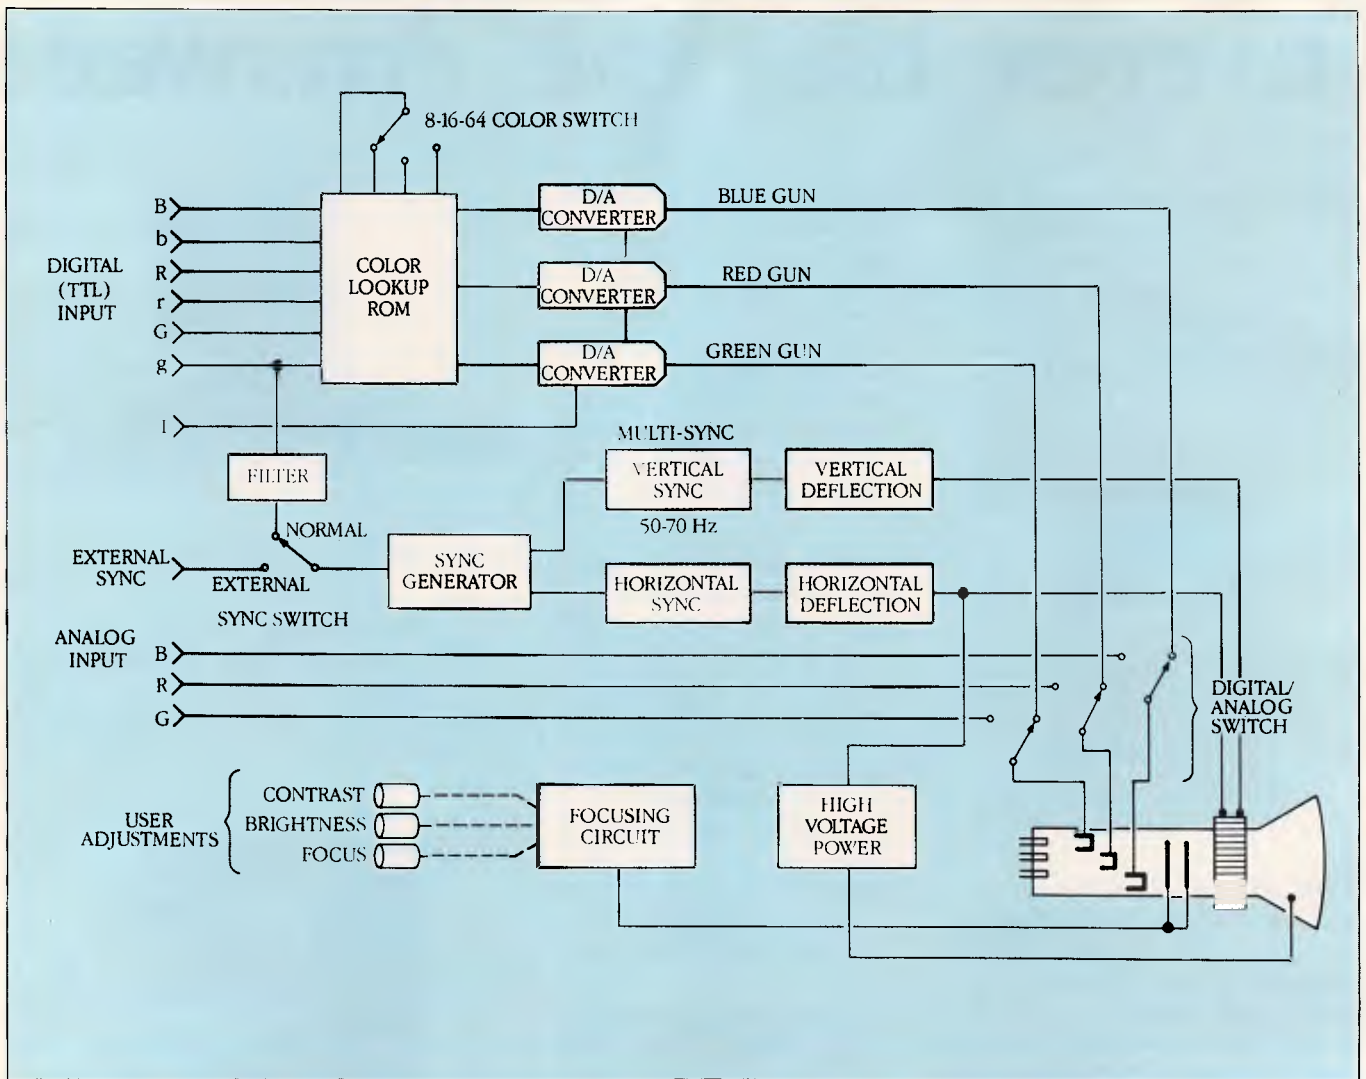 8-16-64 COLOR SWITCH
DIGITAL
(TTL)
INPUT
B
b
R
r
G
g
I
COLOR
LOOKUP
ROM
D/A
CONVERTER
BLUE GUN
D/A
CONVERTER
RED GUN
D/A
CONVERTER
GREEN GUN
FILTER
NORMAL
EXTERNAL
SYNC
EXTERNAL
SYNC SWITCH
SYNC
GENERATOR
MULTI-SYNC
VERTICAL
SYNC
50-70 Hz
VERTICAL
DEFLECTION
HORIZONTAL
SYNC
HORIZONTAL
DEFLECTION
ANALOG
INPUT
B
R
G
DIGITAL/
ANALOG
SWITCH
USER
ADJUSTMENTS
CONTRAST
BRIGHTNESS
FOCUS
FOCUSING
CIRCUIT
HIGH
VOLTAGE
POWER